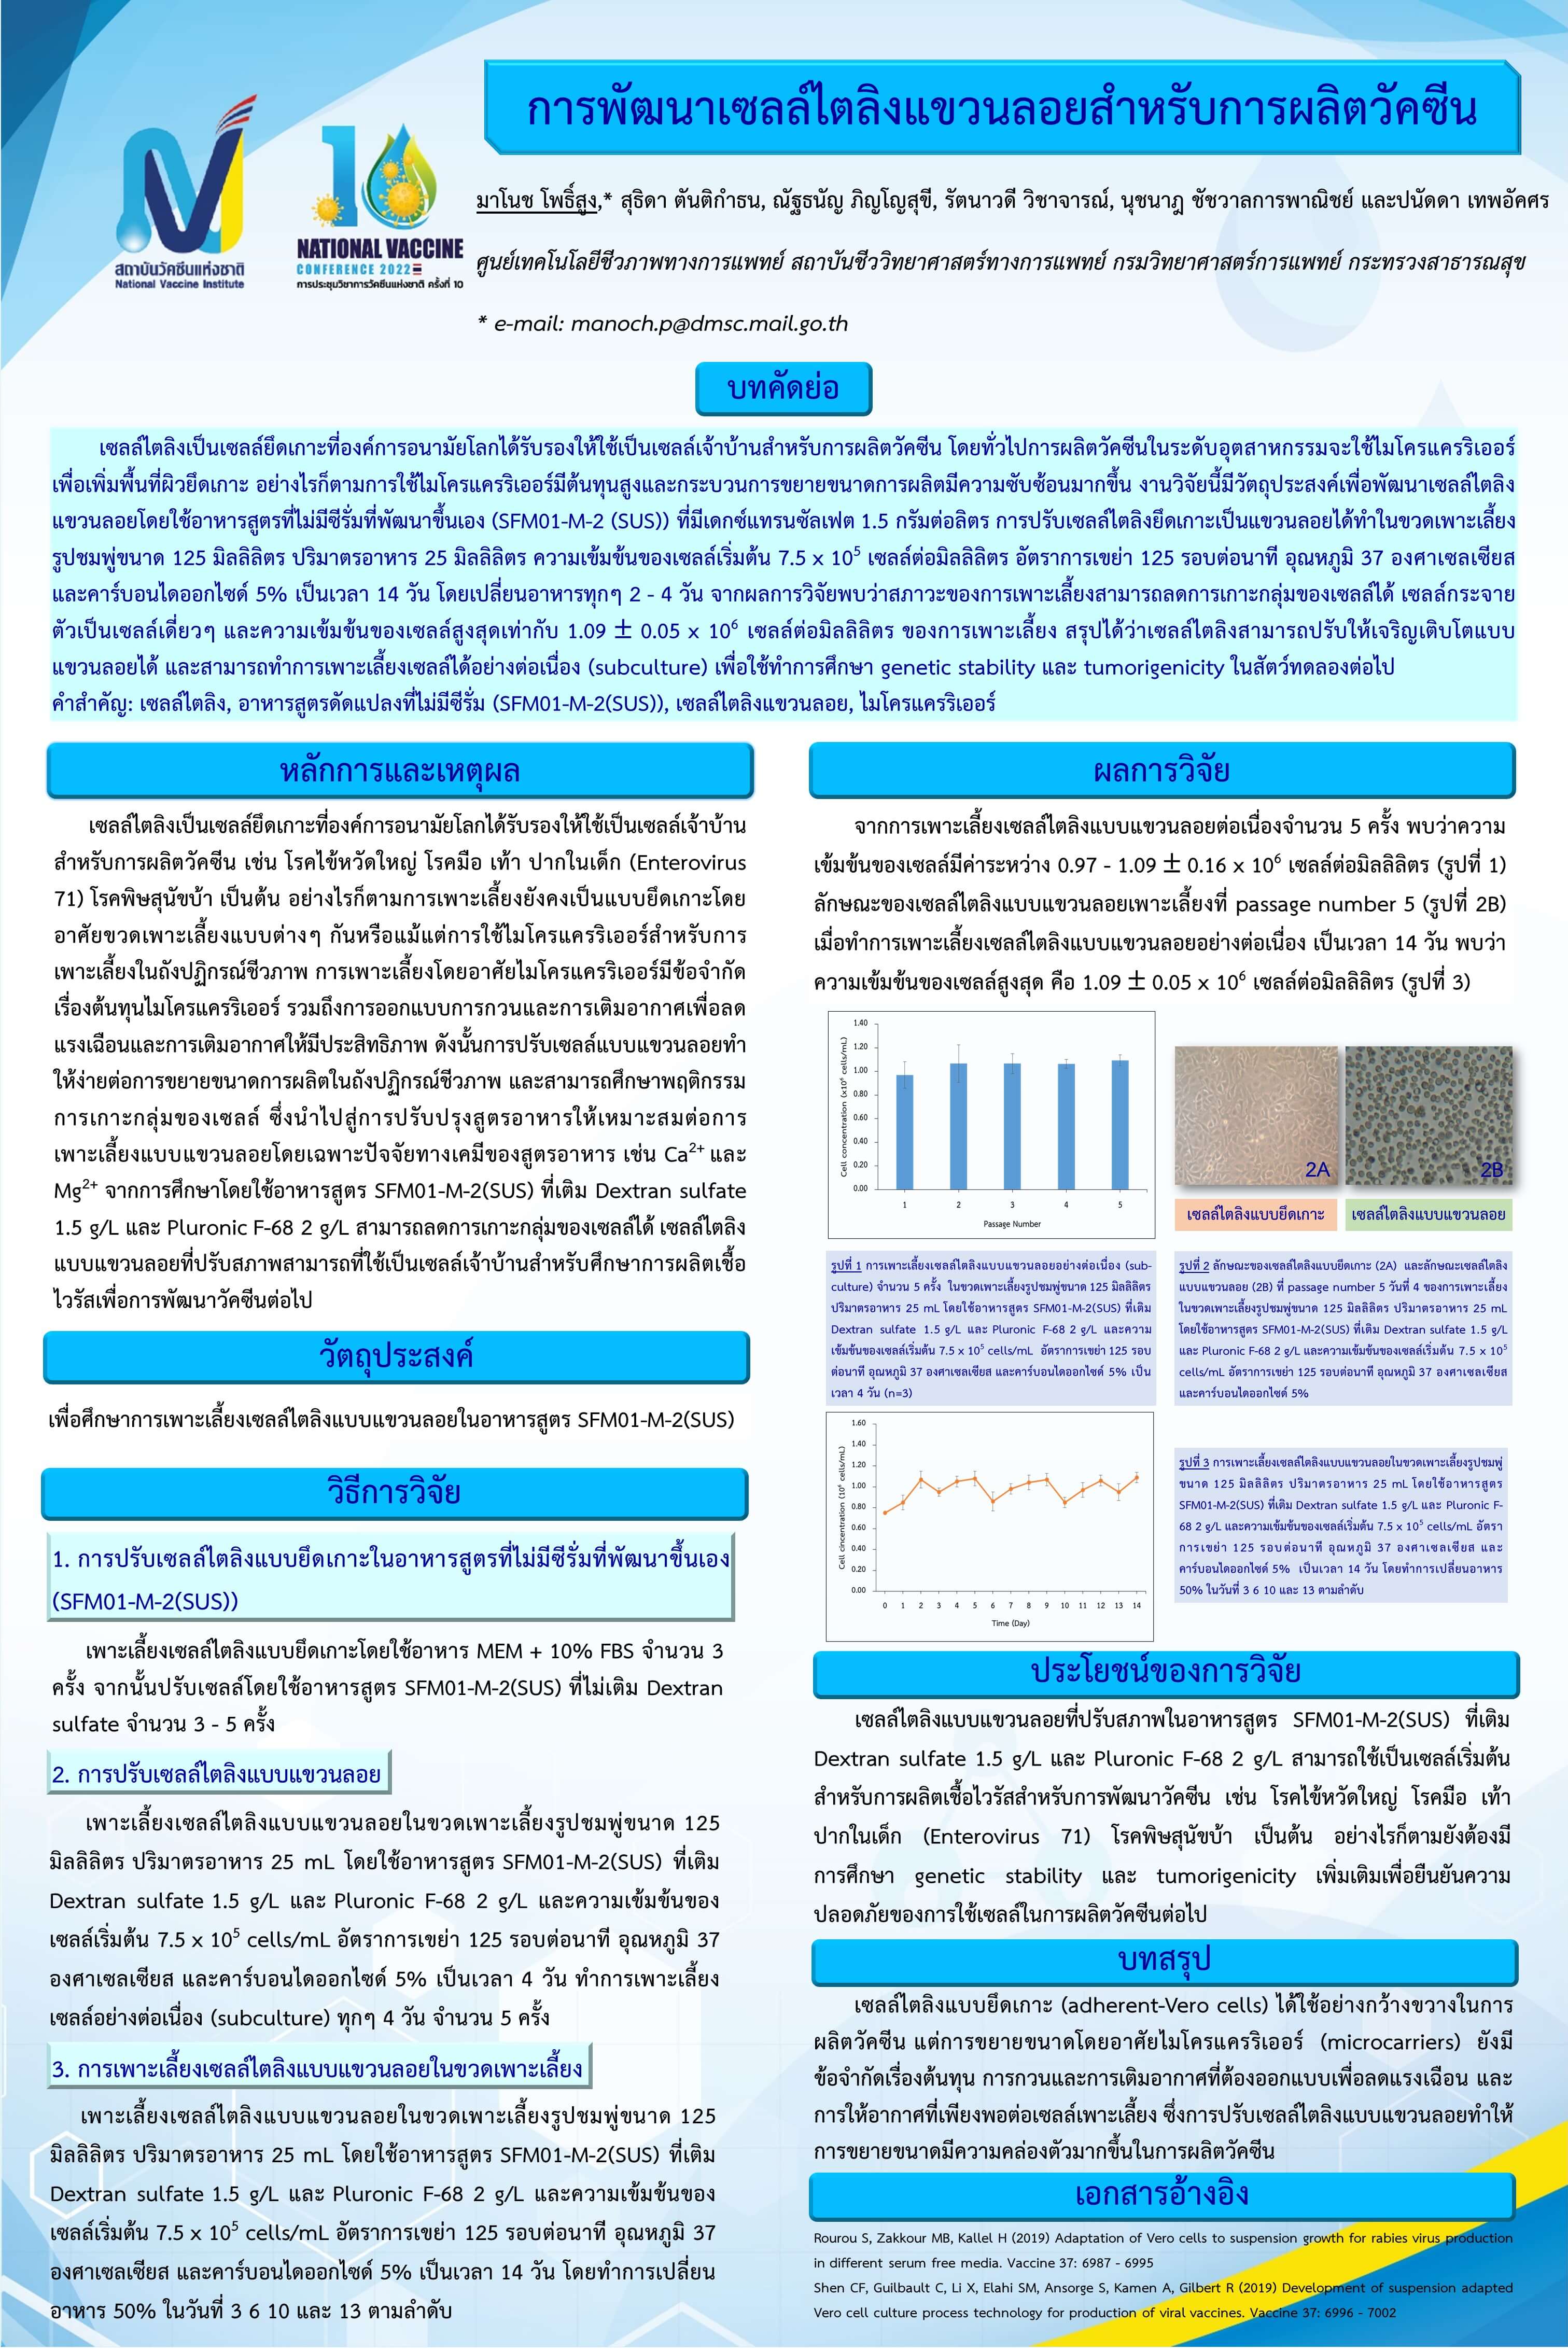 การพัฒนาเซลล์ไตลิงแขวนลอยสำหรับการผลิตวัคซีน
สถาบันวัคซีนแห่งชาติ
National Vaccine Institute
10
NATIONAL VACCINE
CONFERENCE 2022
การประชุมวิชาการวัคซีนแห่งชาติ ครั้งที่ 10
มาโนช โพธิ์สูง,* สุธิดา ตันติกำธน, ณัฐธนัญ ภิญโญสุขี, รัตนาวดี วิชาจารณ์, นุชนาฎ ชัชวาลการพาณิชย์ และปนัดดา เทพอัคศร
ศูนย์เทคโนโลยีชีวภาพทางการแพทย์ สถาบันชีววิทยาศาสตร์ทางการแพทย์ กรมวิทยาศาสตร์การแพทย์ กระทรวงสาธารณสุข
* e-mail: manoch.p@dmsc.mail.go.th
บทคัดย่อ
เซลล์ไตลิงเป็นเซลล์ยึดเกาะที่องค์การอนามัยโลกได้รับรองให้ใช้เป็นเซลล์เจ้าบ้านสำหรับการผลิตวัคซีน โดยทั่วไปการผลิตวัคซีนในระดับอุตสาหกรรมจะใช้ไมโครแครริเออร์
เพื่อเพิ่มพื้นที่ผิวยึดเกาะ อย่างไรก็ตามการใช้ไมโครแครริเออร์มีต้นทุนสูงและกระบวนการขยายขนาดการผลิตมีความซับซ้อนมากขึ้น งานวิจัยนี้มีวัตถุประสงค์เพื่อพัฒนาเซลล์ไตลิง
แขวนลอยโดยใช้อาหารสูตรที่ไม่มีซีรั่มที่พัฒนาขึ้นเอง (SFM01-M-2 (SUS)) ที่มีเดกซ์แทรนซัลเฟต 1.5 กรัมต่อลิตร การปรับเซลล์ไตลิงยึดเกาะเป็นแขวนลอยได้ทำในขวดเพาะเลี้ยง
รูปชมพู่ขนาด 125 มิลลิลิตร ปริมาตรอาหาร 25 มิลลิลิตร ความเข้มข้นของเซลล์เริ่มต้น 7.5 x 10⁵ เซลล์ต่อมิลลิลิตร อัตราการเขย่า 125 รอบต่อนาที อุณหภูมิ 37 องศาเซลเซียส
และคาร์บอนไดออกไซด์ 5% เป็นเวลา 14 วัน โดยเปลี่ยนอาหารทุกๆ 2 - 4 วัน จากผลการวิจัยพบว่าสภาวะของการเพาะเลี้ยงสามารถลดการเกาะกลุ่มของเซลล์ได้ เซลล์กระจาย
ตัวเป็นเซลล์เดี่ยวๆ และความเข้มข้นของเซลล์สูงสุดเท่ากับ 1.09 ± 0.05 x 10⁶ เซลล์ต่อมิลลิลิตร ของการเพาะเลี้ยง สรุปได้ว่าเซลล์ไตลิงสามารถปรับให้เจริญเติบโตแบบ
แขวนลอยได้ และสามารถทำการเพาะเลี้ยงเซลล์ได้อย่างต่อเนื่อง (subculture) เพื่อใช้ทำการศึกษา genetic stability และ tumorigenicity ในสัตว์ทดลองต่อไป
คำสำคัญ: เซลล์ไตลิง, อาหารสูตรดัดแปลงที่ไม่มีซีรั่ม (SFM01-M-2(SUS)), เซลล์ไตลิงแขวนลอย, ไมโครแครริเออร์
หลักการและเหตุผล
เซลล์ไตลิงเป็นเซลล์ยึดเกาะที่องค์การอนามัยโลกได้รับรองให้ใช้เป็นเซลล์เจ้าบ้าน
สำหรับการผลิตวัคซีน เช่น โรคไข้หวัดใหญ่ โรคมือ เท้า ปากในเด็ก (Enterovirus
71) โรคพิษสุนัขบ้า เป็นต้น อย่างไรก็ตามการเพาะเลี้ยงยังคงเป็นแบบยึดเกาะโดย
อาศัยขวดเพาะเลี้ยงแบบต่างๆ กันหรือแม้แต่การใช้ไมโครแครริเออร์สำหรับการ
เพาะเลี้ยงในถังปฏิกรณ์ชีวภาพ การเพาะเลี้ยงโดยอาศัยไมโครแครริเออร์มีข้อจำกัด
เรื่องต้นทุนไมโครแครริเออร์ รวมถึงการออกแบบการกวนและการเติมอากาศเพื่อลด
แรงเฉือนและการเติมอากาศให้มีประสิทธิภาพ ดังนั้นการปรับเซลล์แบบแขวนลอยทำ
ให้ง่ายต่อการขยายขนาดการผลิตในถังปฏิกรณ์ชีวภาพ และสามารถศึกษาพฤติกรรม
การเกาะกลุ่มของเซลล์ ซึ่งนำไปสู่การปรับปรุงสูตรอาหารให้เหมาะสมต่อการ
เพาะเลี้ยงแบบแขวนลอยโดยเฉพาะปัจจัยทางเคมีของสูตรอาหาร เช่น Ca²⁺ และ
Mg²⁺ จากการศึกษาโดยใช้อาหารสูตร SFM01-M-2(SUS) ที่เติม Dextran sulfate
1.5 g/L และ Pluronic F-68 2 g/L สามารถลดการเกาะกลุ่มของเซลล์ได้ เซลล์ไตลิง
แบบแขวนลอยที่ปรับสภาพสามารถที่ใช้เป็นเซลล์เจ้าบ้านสำหรับศึกษาการผลิตเชื้อ
ไวรัสเพื่อการพัฒนาวัคซีนต่อไป
วัตถุประสงค์
เพื่อศึกษาการเพาะเลี้ยงเซลล์ไตลิงแบบแขวนลอยในอาหารสูตร SFM01-M-2(SUS)
วิธีการวิจัย
1. การปรับเซลล์ไตลิงแบบยึดเกาะในอาหารสูตรที่ไม่มีซีรั่มที่พัฒนาขึ้นเอง
(SFM01-M-2(SUS))
เพาะเลี้ยงเซลล์ไตลิงแบบยึดเกาะโดยใช้อาหาร MEM + 10% FBS จำนวน 3
ครั้ง จากนั้นปรับเซลล์โดยใช้อาหารสูตร SFM01-M-2(SUS) ที่ไม่เติม Dextran
sulfate จำนวน 3 - 5 ครั้ง
2. การปรับเซลล์ไตลิงแบบแขวนลอย
เพาะเลี้ยงเซลล์ไตลิงแบบแขวนลอยในขวดเพาะเลี้ยงรูปชมพู่ขนาด 125
มิลลิลิตร ปริมาตรอาหาร 25 mL โดยใช้อาหารสูตร SFM01-M-2(SUS) ที่เติม
Dextran sulfate 1.5 g/L และ Pluronic F-68 2 g/L และความเข้มข้นของ
เซลล์เริ่มต้น 7.5 x 10⁵ cells/mL อัตราการเขย่า 125 รอบต่อนาที อุณหภูมิ 37
องศาเซลเซียส และคาร์บอนไดออกไซด์ 5% เป็นเวลา 4 วัน ทำการเพาะเลี้ยง
เซลล์อย่างต่อเนื่อง (subculture) ทุกๆ 4 วัน จำนวน 5 ครั้ง
3. การเพาะเลี้ยงเซลล์ไตลิงแบบแขวนลอยในขวดเพาะเลี้ยง
เพาะเลี้ยงเซลล์ไตลิงแบบแขวนลอยในขวดเพาะเลี้ยงรูปชมพู่ขนาด 125
มิลลิลิตร ปริมาตรอาหาร 25 mL โดยใช้อาหารสูตร SFM01-M-2(SUS) ที่เติม
Dextran sulfate 1.5 g/L และ Pluronic F-68 2 g/L และความเข้มข้นของ
เซลล์เริ่มต้น 7.5 x 10⁵ cells/mL อัตราการเขย่า 125 รอบต่อนาที อุณหภูมิ 37
องศาเซลเซียส และคาร์บอนไดออกไซด์ 5% เป็นเวลา 14 วัน โดยทำการเปลี่ยน
อาหาร 50% ในวันที่ 3 6 10 และ 13 ตามลำดับ
ผลการวิจัย
จากการเพาะเลี้ยงเซลล์ไตลิงแบบแขวนลอยต่อเนื่องจำนวน 5 ครั้ง พบว่าความ
เข้มข้นของเซลล์มีค่าระหว่าง 0.97 - 1.09 ± 0.16 x 10⁶ เซลล์ต่อมิลลิลิตร (รูปที่ 1)
ลักษณะของเซลล์ไตลิงแบบแขวนลอยเพาะเลี้ยงที่ passage number 5 (รูปที่ 2B)
เมื่อทำการเพาะเลี้ยงเซลล์ไตลิงแบบแขวนลอยอย่างต่อเนื่อง เป็นเวลา 14 วัน พบว่า
ความเข้มข้นของเซลล์สูงสุด คือ 1.09 ± 0.05 x 10⁶ เซลล์ต่อมิลลิลิตร (รูปที่ 3)
Cell concentration (x10⁶ cells/mL)
1.40
1.20
1.00
0.80
0.60
0.40
0.20
0.00
1 2 3 4 5
Passage Number
2A
2B
เซลล์ไตลิงแบบยึดเกาะ
เซลล์ไตลิงแบบแขวนลอย
รูปที่ 1 การเพาะเลี้ยงเซลล์ไตลิงแบบแขวนลอยอย่างต่อเนื่อง (sub-
culture) จำนวน 5 ครั้ง ในขวดเพาะเลี้ยงรูปชมพู่ขนาด 125 มิลลิลิตร
ปริมาตรอาหาร 25 mL โดยใช้อาหารสูตร SFM01-M-2(SUS) ที่เติม
Dextran sulfate 1.5 g/L และ Pluronic F-68 2 g/L และความ
เข้มข้นของเซลล์เริ่มต้น 7.5 x 10⁵ cells/mL อัตราการเขย่า 125 รอบ
ต่อนาที อุณหภูมิ 37 องศาเซลเซียส และคาร์บอนไดออกไซด์ 5% เป็น
เวลา 4 วัน (n=3)
รูปที่ 2 ลักษณะของเซลล์ไตลิงแบบยึดเกาะ (2A) และลักษณะเซลล์ไตลิง
แบบแขวนลอย (2B) ที่ passage number 5 วันที่ 4 ของการเพาะเลี้ยง
ในขวดเพาะเลี้ยงรูปชมพู่ขนาด 125 มิลลิลิตร ปริมาตรอาหาร 25 mL
โดยใช้อาหารสูตร SFM01-M-2(SUS) ที่เติม Dextran sulfate 1.5 g/L
และ Pluronic F-68 2 g/L และความเข้มข้นของเซลล์เริ่มต้น 7.5 x 10⁵
cells/mL อัตราการเขย่า 125 รอบต่อนาที อุณหภูมิ 37 องศาเซลเซียส
และคาร์บอนไดออกไซด์ 5%
Cell cincentration (10⁶ cells/mL)
1.60
1.40
1.20
1.00
0.80
0.60
0.40
0.20
0.00
0 1 2 3 4 5 6 7 8 9 10 11 12 13 14
Time (Day)
รูปที่ 3 การเพาะเลี้ยงเซลล์ไตลิงแบบแขวนลอยในขวดเพาะเลี้ยงรูปชมพู่
ขนาด 125 มิลลิลิตร ปริมาตรอาหาร 25 mL โดยใช้อาหารสูตร
SFM01-M-2(SUS) ที่เติม Dextran sulfate 1.5 g/L และ Pluronic F-
68 2 g/L และความเข้มข้นของเซลล์เริ่มต้น 7.5 x 10⁵ cells/mL อัตรา
การเขย่า 125 รอบต่อนาที อุณหภูมิ 37 องศาเซลเซียส และ
คาร์บอนไดออกไซด์ 5% เป็นเวลา 14 วัน โดยทำการเปลี่ยนอาหาร
50% ในวันที่ 3 6 10 และ 13 ตามลำดับ
ประโยชน์ของการวิจัย
เซลล์ไตลิงแบบแขวนลอยที่ปรับสภาพในอาหารสูตร SFM01-M-2(SUS) ที่เติม
Dextran sulfate 1.5 g/L และ Pluronic F-68 2 g/L สามารถใช้เป็นเซลล์เริ่มต้น
สำหรับการผลิตเชื้อไวรัสสำหรับการพัฒนาวัคซีน เช่น โรคไข้หวัดใหญ่ โรคมือ เท้า
ปากในเด็ก (Enterovirus 71) โรคพิษสุนัขบ้า เป็นต้น อย่างไรก็ตามยังต้องมี
การศึกษา genetic stability และ tumorigenicity เพิ่มเติมเพื่อยืนยันความ
ปลอดภัยของการใช้เซลล์ในการผลิตวัคซีนต่อไป
บทสรุป
เซลล์ไตลิงแบบยึดเกาะ (adherent-Vero cells) ได้ใช้อย่างกว้างขวางในการ
ผลิตวัคซีน แต่การขยายขนาดโดยอาศัยไมโครแครริเออร์ (microcarriers) ยังมี
ข้อจำกัดเรื่องต้นทุน การกวนและการเติมอากาศที่ต้องออกแบบเพื่อลดแรงเฉือน และ
การให้อากาศที่เพียงพอต่อเซลล์เพาะเลี้ยง ซึ่งการปรับเซลล์ไตลิงแบบแขวนลอยทำให้
การขยายขนาดมีความคล่องตัวมากขึ้นในการผลิตวัคซีน
เอกสารอ้างอิง
Rourou S, Zakkour MB, Kallel H (2019) Adaptation of Vero cells to suspension growth for rabies virus production
in different serum free media. Vaccine 37: 6987 - 6995
Shen CF, Guilbault C, Li X, Elahi SM, Ansorge S, Kamen A, Gilbert R (2019) Development of suspension adapted
Vero cell culture process technology for production of viral vaccines. Vaccine 37: 6996 - 7002